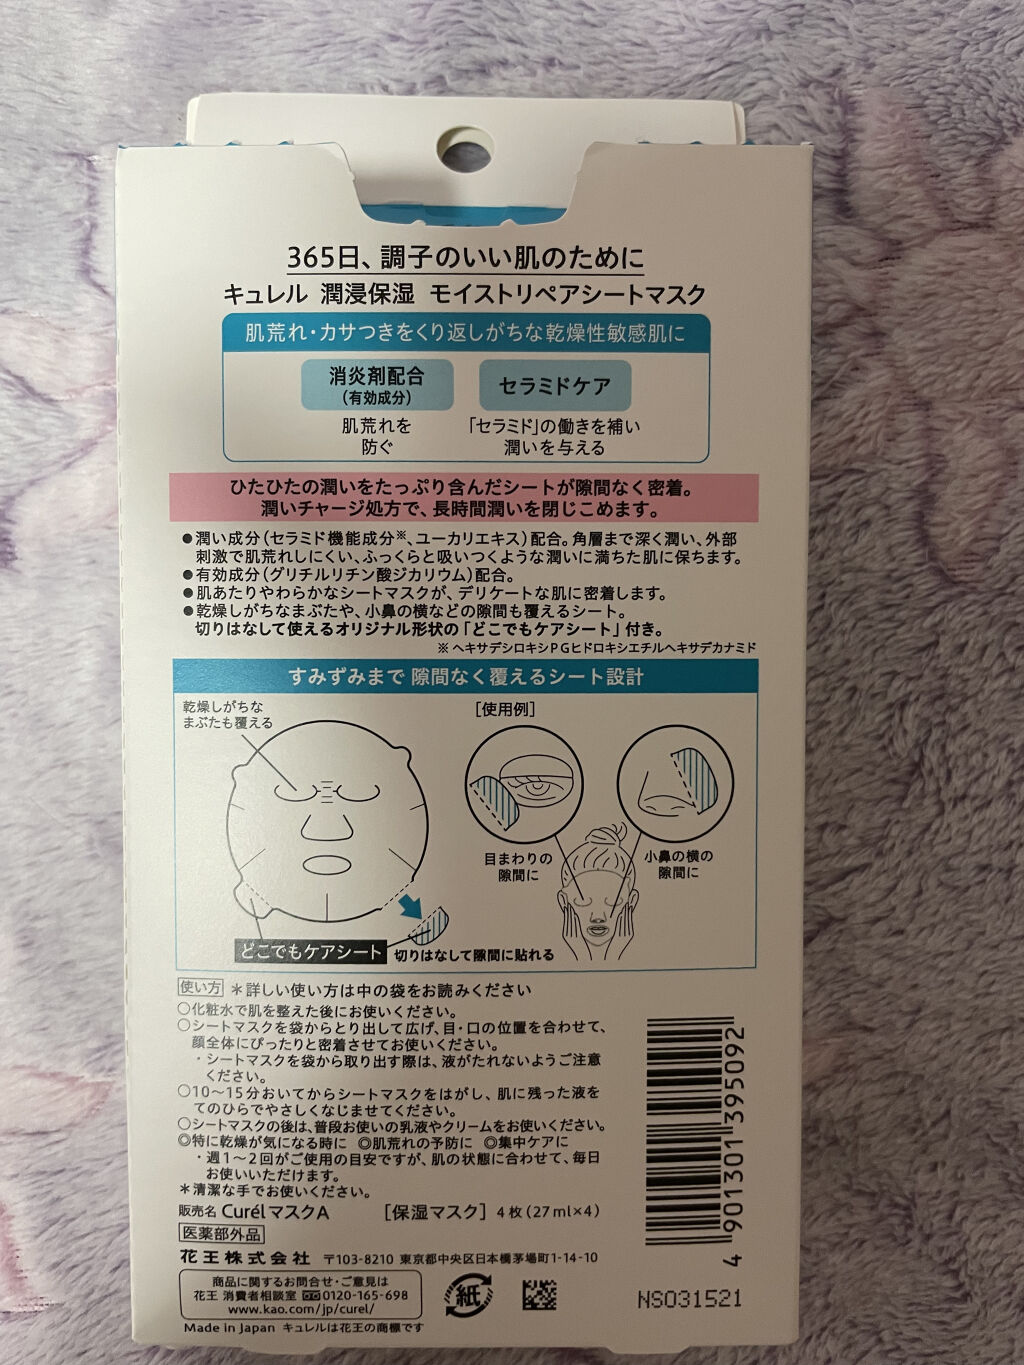 365日、調子のいい肌のために
キュレル 潤浸保湿 モイストリペアシートマスク
肌荒れ・カサつきをくり返しがちな乾燥性敏感肌に
消炎剤配合
(有効成分)
肌荒れを
防ぐ
セラミドケア
「セラミド」の働きを補い
潤いを与える
ひたひたの潤いをたっぷり含んだシートが隙間なく密着。
潤いチャージ処方で、長時間潤いを閉じこめます。
●潤い成分(セラミド機能成分※、ユーカリエキス)配合。角層まで深く潤い、外部
刺激で肌荒れしにくい、ふっくらと吸いつくような潤いに満ちた肌に保ちます。
●有効成分(グリチルリチン酸ジカリウム)配合。
●肌あたりやわらかなシートマスクが、デリケートな肌に密着します。
●乾燥しがちなまぶたや、小鼻の横などの隙間も覆えるシート。
切りはなして使えるオリジナル形状の「どこでもケアシート」付き。
※ ヘキサデシロキシPGヒドロキシエチルヘキサデカナミド
すみずみまで 隙間なく覆えるシート設計
乾燥しがちな
まぶたも覆える
[使用例]
目まわりの
隙間に
小鼻の横の
隙間に
どこでもケアシート 切りはなして隙間に貼れる
使い方 *詳しい使い方は中の袋をお読みください
○化粧水で肌を整えた後にお使いください。
○シートマスクを袋からとり出して広げ、目・口の位置を合わせて、
顔全体にぴったりと密着させてお使いください。
・シートマスクを袋から取り出す際は、液がたれないようご注意
ください。
○10〜15分おいてからシートマスクをはがし、肌に残った液を
てのひらでやさしくなじませてください。
○シートマスクの後は、普段お使いの乳液やクリームをお使いください。
◎特に乾燥が気になる時に ◎肌荒れの予防に ◎集中ケアに
・週1〜2回がご使用の目安ですが、肌の状態に合わせて、毎日
お使いいただけます。
*清潔な手でお使いください。
販売名 CurélマスクA [保湿マスク] 4枚(27ml×4)
医薬部外品
花王株式会社 〒103-8210 東京都中央区日本橋茅場町1-14-10
商品に関するお問合せ・ご意見は
花王 消費者相談室 0120-165-698
www.kao.com/jp/curel/
Made in Japan キュレルは花王の商標です
紙
4 901301 395092
NS031521